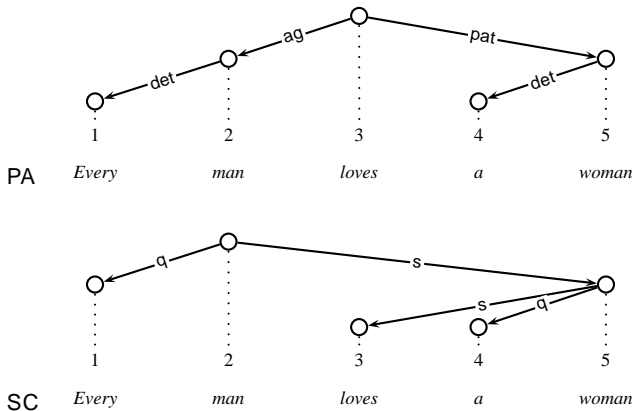 ag pat
det det
1 2 3 4 5
PA Every man loves a woman
q s
s q
1 2 3 4 5
SC Every man loves a woman